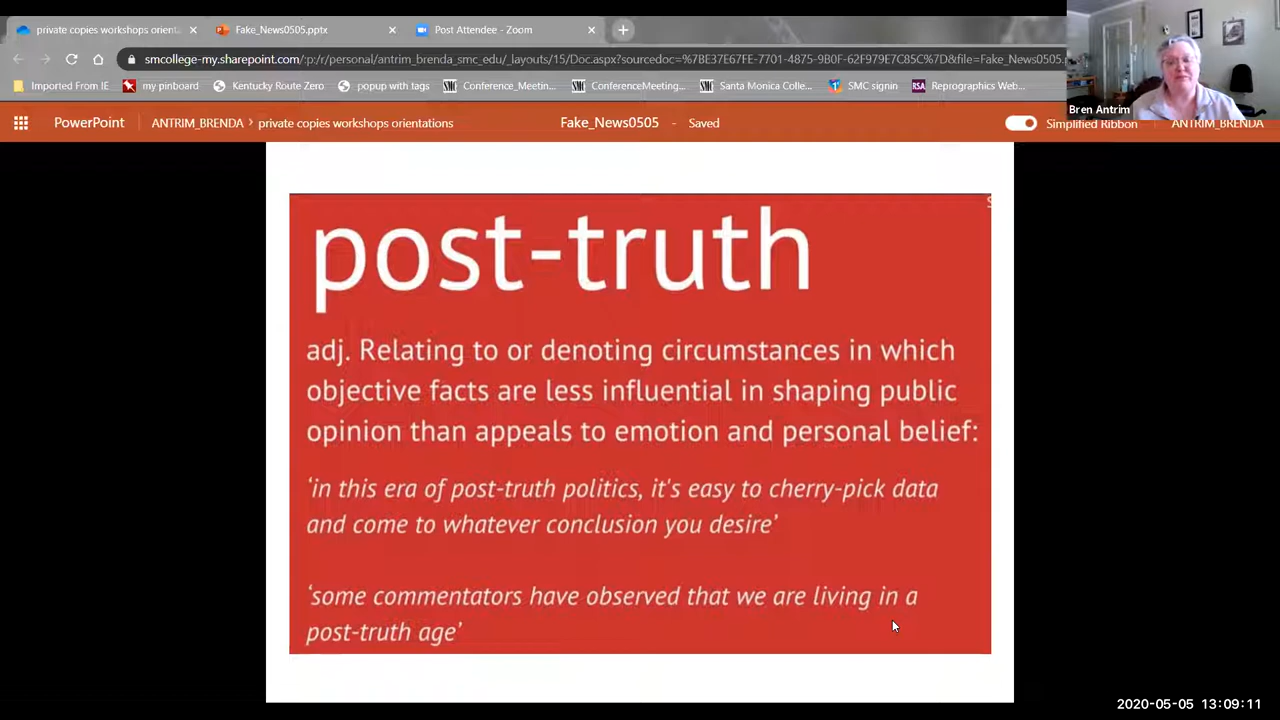 private copies workshops orienta
Fake_News0505.pptx
Post Attendee - Zoom
smcollege-my.sharepoint.com/:p:/r/personal/antrim_brenda_smc_edu/_layouts/15/Doc.aspx?sourcedoc=%7BE37E67FE-7701-4875-9B0F-62F979E7C85C%7D&file=Fake_News0505.
Imported From IE
my pinboard
Kentucky Route Zero
popup with tags
Conference_Meetin...
ConferenceMeeting...
Santa Monica Colle...
SMC signin
Reprographics Web...
Bren Antrim
PowerPoint
ANTRIM_BRENDA > private copies workshops orientations
Fake_News0505 - Saved
Simplified Ribbon
ANTRIM_BRENDA
post-truth
adj. Relating to or denoting circumstances in which
objective facts are less influential in shaping public
opinion than appeals to emotion and personal belief:
‘in this era of post-truth politics, it's easy to cherry-pick data
and come to whatever conclusion you desire’
‘some commentators have observed that we are living in a
post-truth age’
2020-05-05 13:09:11